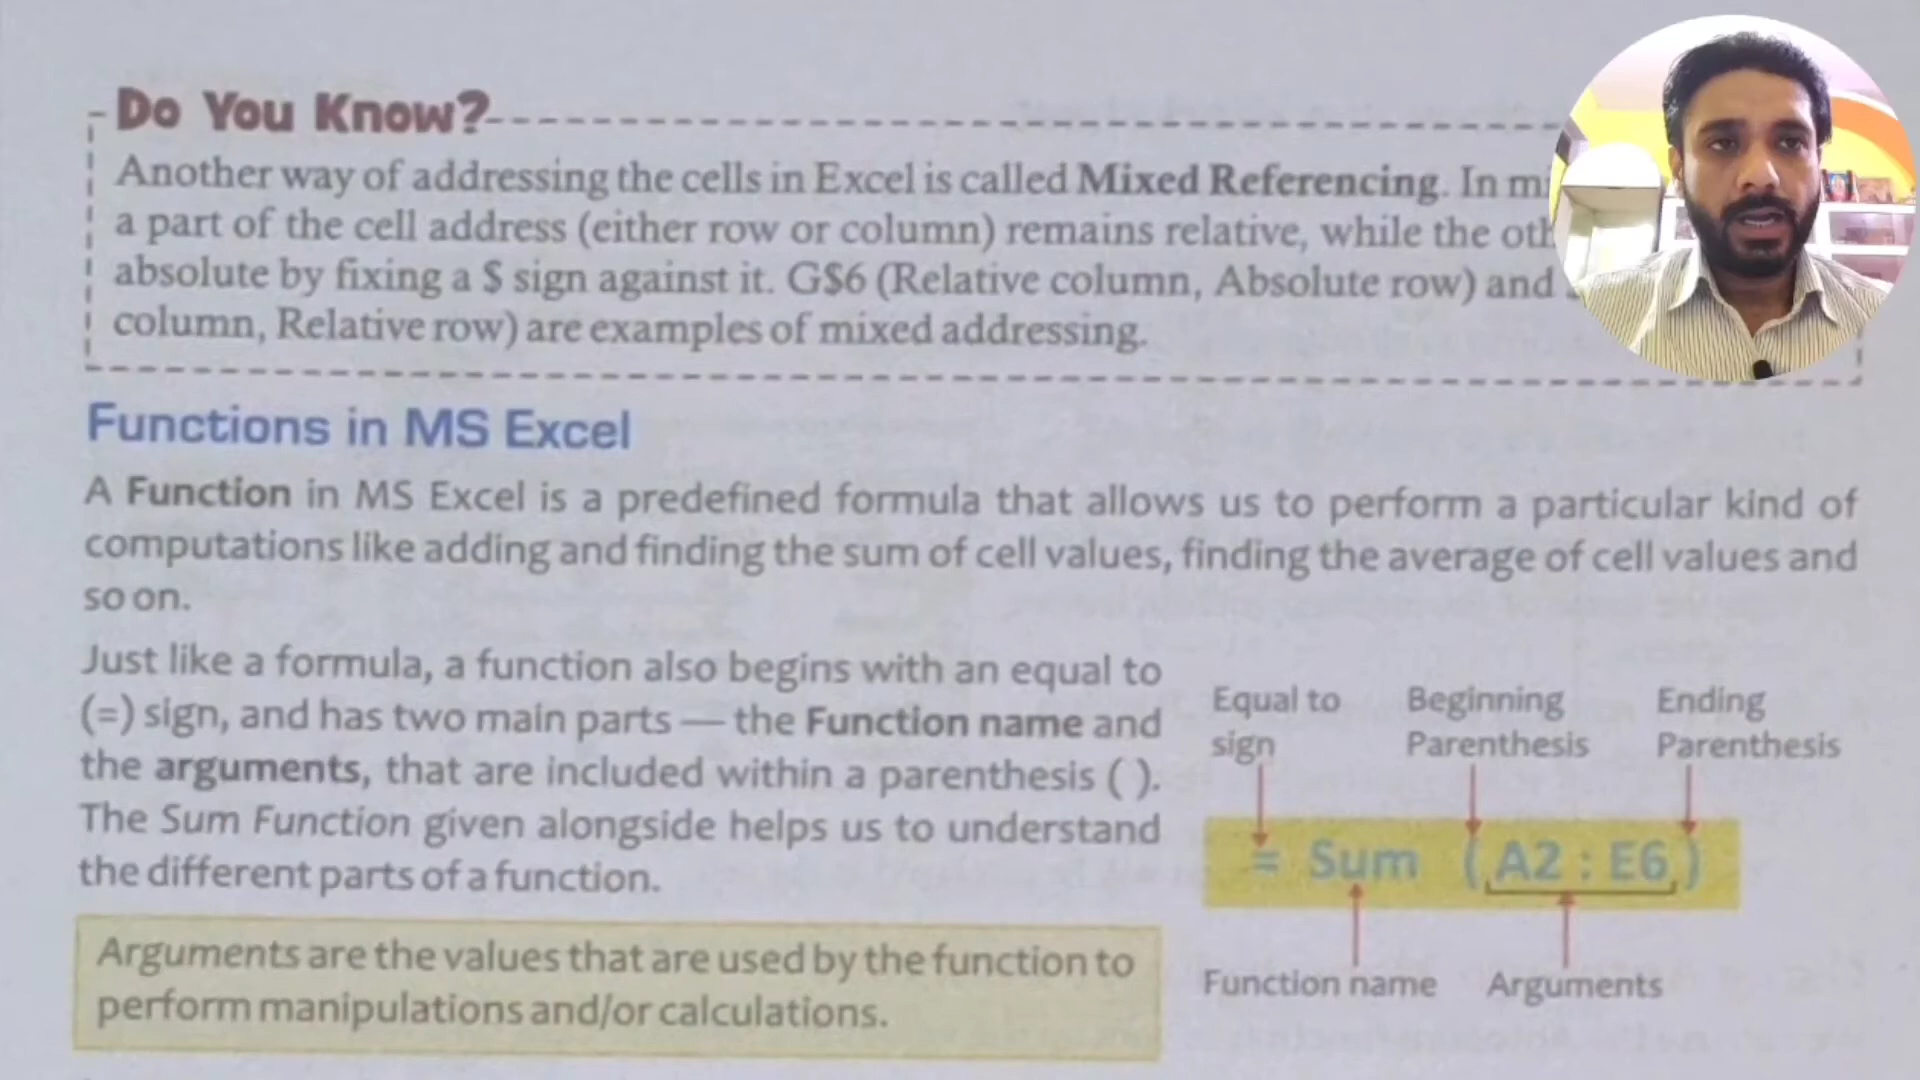 Do You Know?
Another way of addressing the cells in Excel is called Mixed Referencing. In
a part of the cell address (either row or column) remains relative, while the
absolute by fixing a $ sign against it. G$6 (Relative column, Absolute row) and
column, Relative row) are examples of mixed addressing.
Functions in MS Excel
A Function in MS Excel is a predefined formula that allows us to perform a particular kind of
computations like adding and finding the sum of cell values, finding the average of cell values and
so on.
Just like a formula, a function also begins with an equal to
(=) sign, and has two main parts — the Function name and
the arguments, that are included within a parenthesis ( ).
The Sum Function given alongside helps us to understand
the different parts of a function.
Equal to Beginning Ending
sign Parenthesis Parenthesis
= Sum (A2 : E6)
Function name Arguments
Arguments are the values that are used by the function to
perform manipulations and/or calculations.